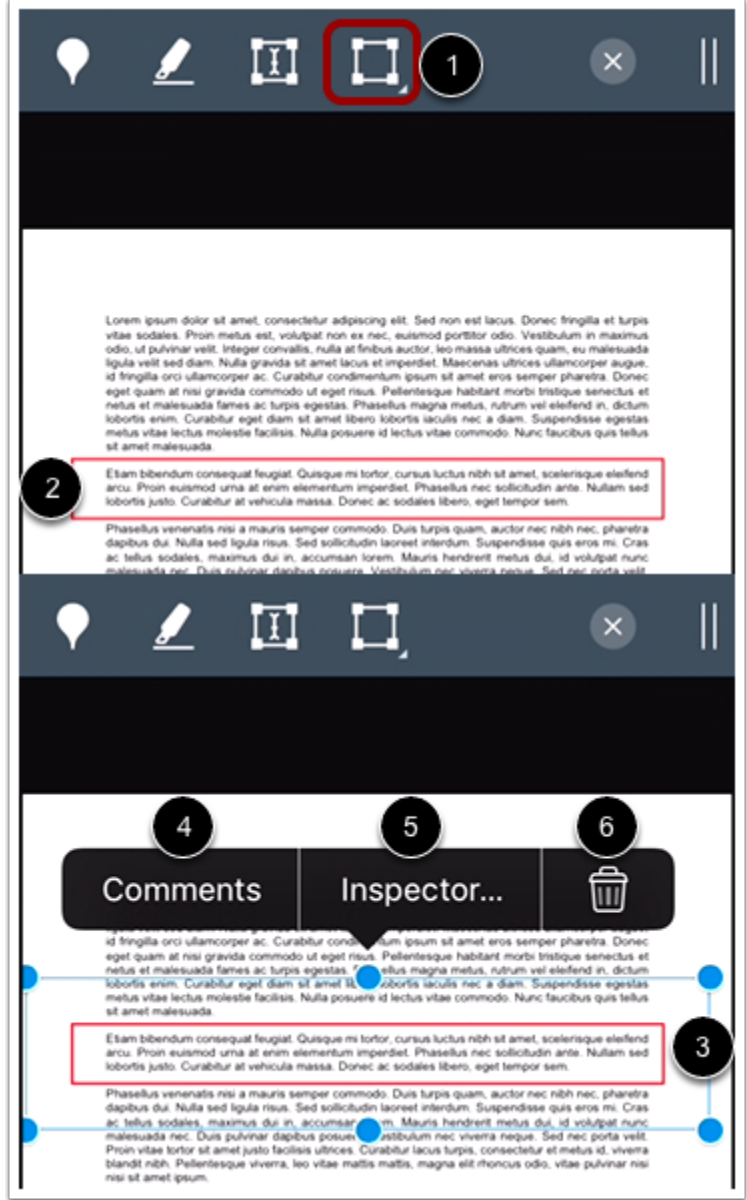 1
Lorem ipsum dolor sit amet, consectetur adipiscing elit. Sed non est lacus. Donec fringilla et turpis
vitae sodales. Proin metus est, volutpat non ex nec, euismod porttitor odio. Vestibulum in maximus
odio, ut pulvinar velit. Integer convallis, nulla at finibus auctor, leo massa ultrices quam, eu malesuada
ligula velit sed diam. Nulla gravida sit amet lacus et imperdiet. Maecenas ultrices ullamcorper augue,
id fringilla orci ullamcorper ac. Curabitur condimentum ipsum sit amet eros semper pharetra. Donec
eget quam at nisi gravida commodo ut eget risus. Pellentesque habitant morbi tristique senectus et
netus et malesuada fames ac turpis egestas. Phasellus magna metus, rutrum vel eleifend in, dictum
lobortis enim. Curabitur eget diam sit amet libero lobortis iaculis nec a diam. Suspendisse egestas
metus vitae lectus molestie facilisis. Nulla posuere id lectus vitae commodo. Nunc faucibus quis tellus
sit amet malesuada.
2
Etiam bibendum consequat feugiat. Quisque mi tortor, cursus luctus nibh sit amet, scelerisque eleifend
arcu. Proin euismod urna at enim elementum imperdiet. Phasellus nec sollicitudin ante. Nullam sed
lobortis justo. Curabitur at vehicula massa. Donec ac sodales libero, eget tempor sem.
Phasellus venenatis nisi a mauris semper commodo. Duis turpis quam, auctor nec nibh nec, pharetra
dapibus dui. Nulla sed ligula risus. Sed sollicitudin laoreet interdum. Suspendisse quis eros mi. Cras
ac tellus sodales, maximus dui in, accumsan lorem. Mauris hendrerit metus dui, id volutpat nunc
malesuada nec. Duis pulvinar dapibus posuere. Vestibulum nec viverra neque. Sed nec porta velit.
4 5 6
Comments Inspector...
id fringilla orci ullamcorper ac. Curabitur ipsum sit amet eros semper pharetra. Donec
eget quam at nisi gravida commodo ut eget risus. Pellentesque habitant morbi tristique senectus et
netus et malesuada fames ac turpis egestas. magna metus, rutrum vel eleifend in, dictum
lobortis enim. Curabitur eget diam sit amet lobortis iaculis nec a diam. Suspendisse egestas
metus vitae lectus molestie facilisis. Nulla posuere id lectus vitae commodo. Nunc faucibus quis tellus
sit amet malesuada.
Etiam bibendum consequat feugiat. Quisque mi tortor, cursus luctus nibh sit amet, scelerisque eleifend
arcu. Proin euismod urna at enim elementum imperdiet. Phasellus nec sollicitudin ante. Nullam sed
lobortis justo. Curabitur at vehicula massa. Donec ac sodales libero, eget tempor sem.
3
Phasellus venenatis nisi a mauris semper commodo. Duis turpis quam, auctor nec nibh nec, pharetra
dapibus dui. Nulla sed ligula risus. Sed sollicitudin laoreet interdum. Suspendisse quis eros mi. Cras
ac tellus sodales, maximus dui in, accumsan Mauris hendrerit metus dui, id volutpat nunc
malesuada nec. Duis pulvinar dapibus nec viverra neque. Sed nec porta velit.
Proin vitae tortor sit amet justo facilisis ultrices. Curabitur lacus turpis, consectetur et metus id, viverra
blandit nibh. Pellentesque viverra, leo vitae mattis mattis, magna elit rhoncus odio, vitae pulvinar nisi
nisi sit amet ipsum.